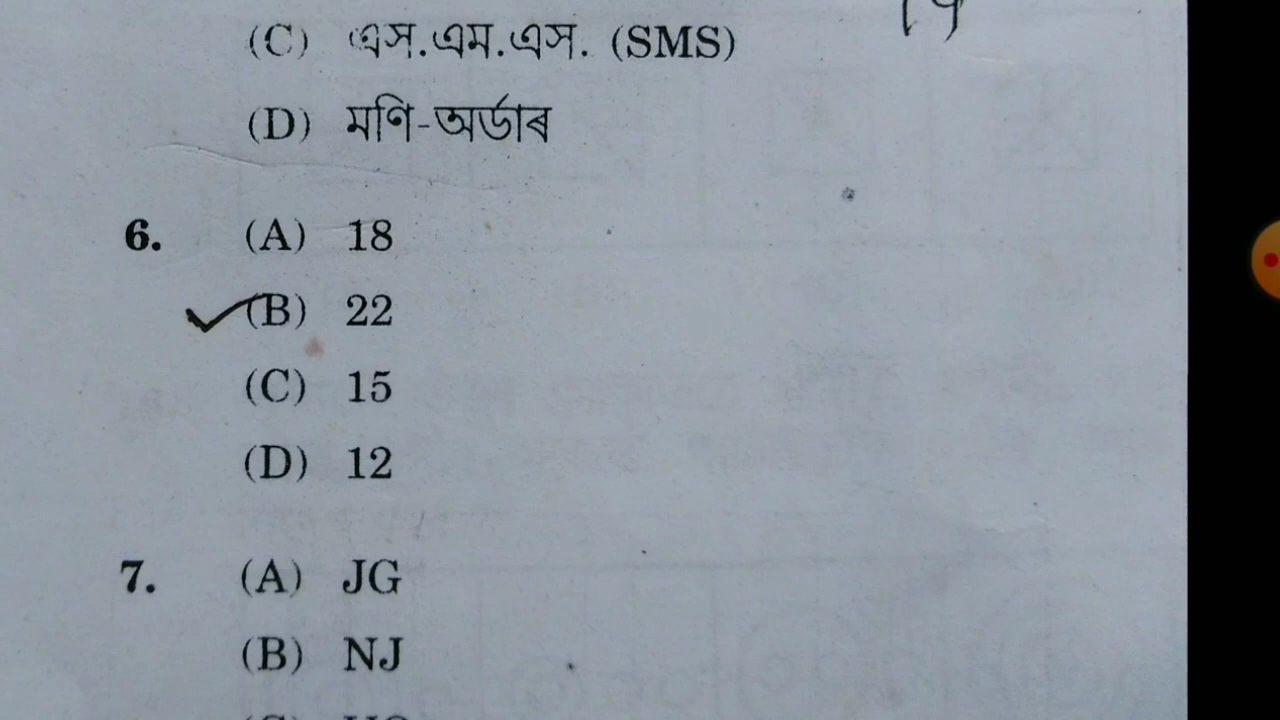 (C) এস.এম.এস. (SMS)
(D) মণি-অৰ্ডাৰ
6. (A) 18
(B) 22
(C) 15
(D) 12
7. (A) JG
(B) NJ